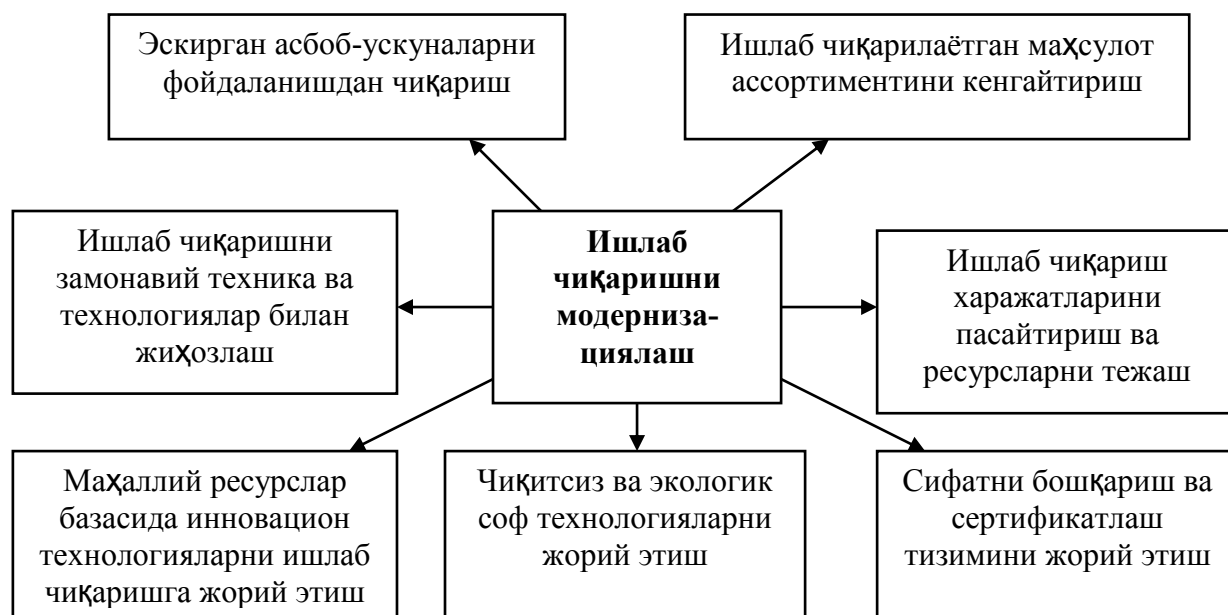 Эскирган асбоб-ускуналарни
фойдаланишдан чиқариш
Ишлаб чиқарилаётган маҳсулот
ассортиментини кенгайтириш
Ишлаб чиқаришни
замонавий техника ва
технологиялар билан
жиҳозлаш
Ишлаб
чиқаришни
модерниза-
циялаш
Ишлаб чиқариш
харажатларини
пасайтириш ва
ресурсларни тежаш
Маҳаллий ресурслар
базасида инновацион
технологияларни ишлаб
чиқаришга жорий этиш
Чиқитсиз ва экологик
соф технологияларни
жорий этиш
Сифатни бошқариш ва
сертификатлаш
тизимини жорий этиш